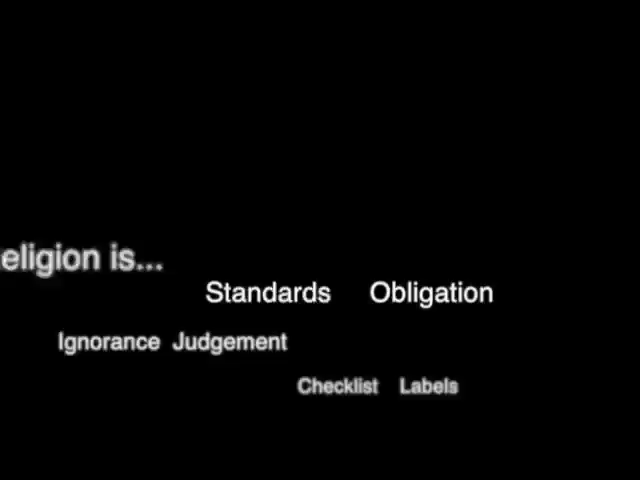 eligion is...
Standards Obligation
Ignorance Judgement
Checklist Labels